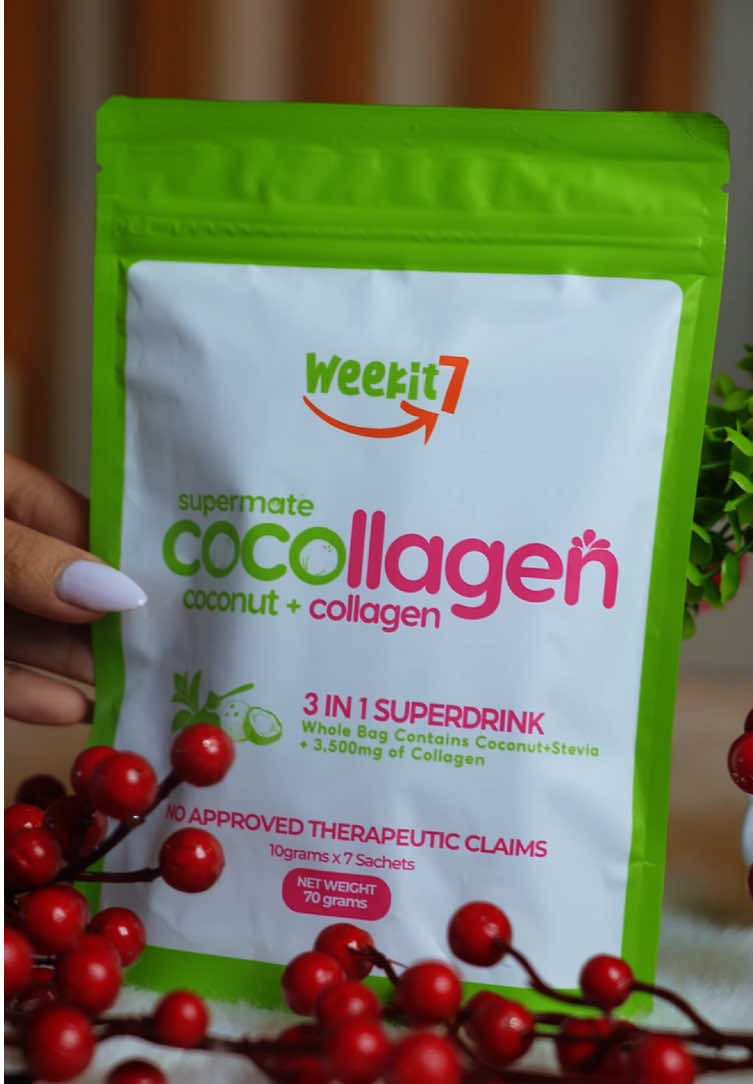 weekit7
supermate
cocollagen
coconut + collagen
3 IN 1 SUPERDRINK
Whole Bag Contains Coconut+Stevia
+ 3,500mg of Collagen
NO APPROVED THERAPEUTIC CLAIMS
10grams x 7 Sachets
NET WEIGHT
70 grams